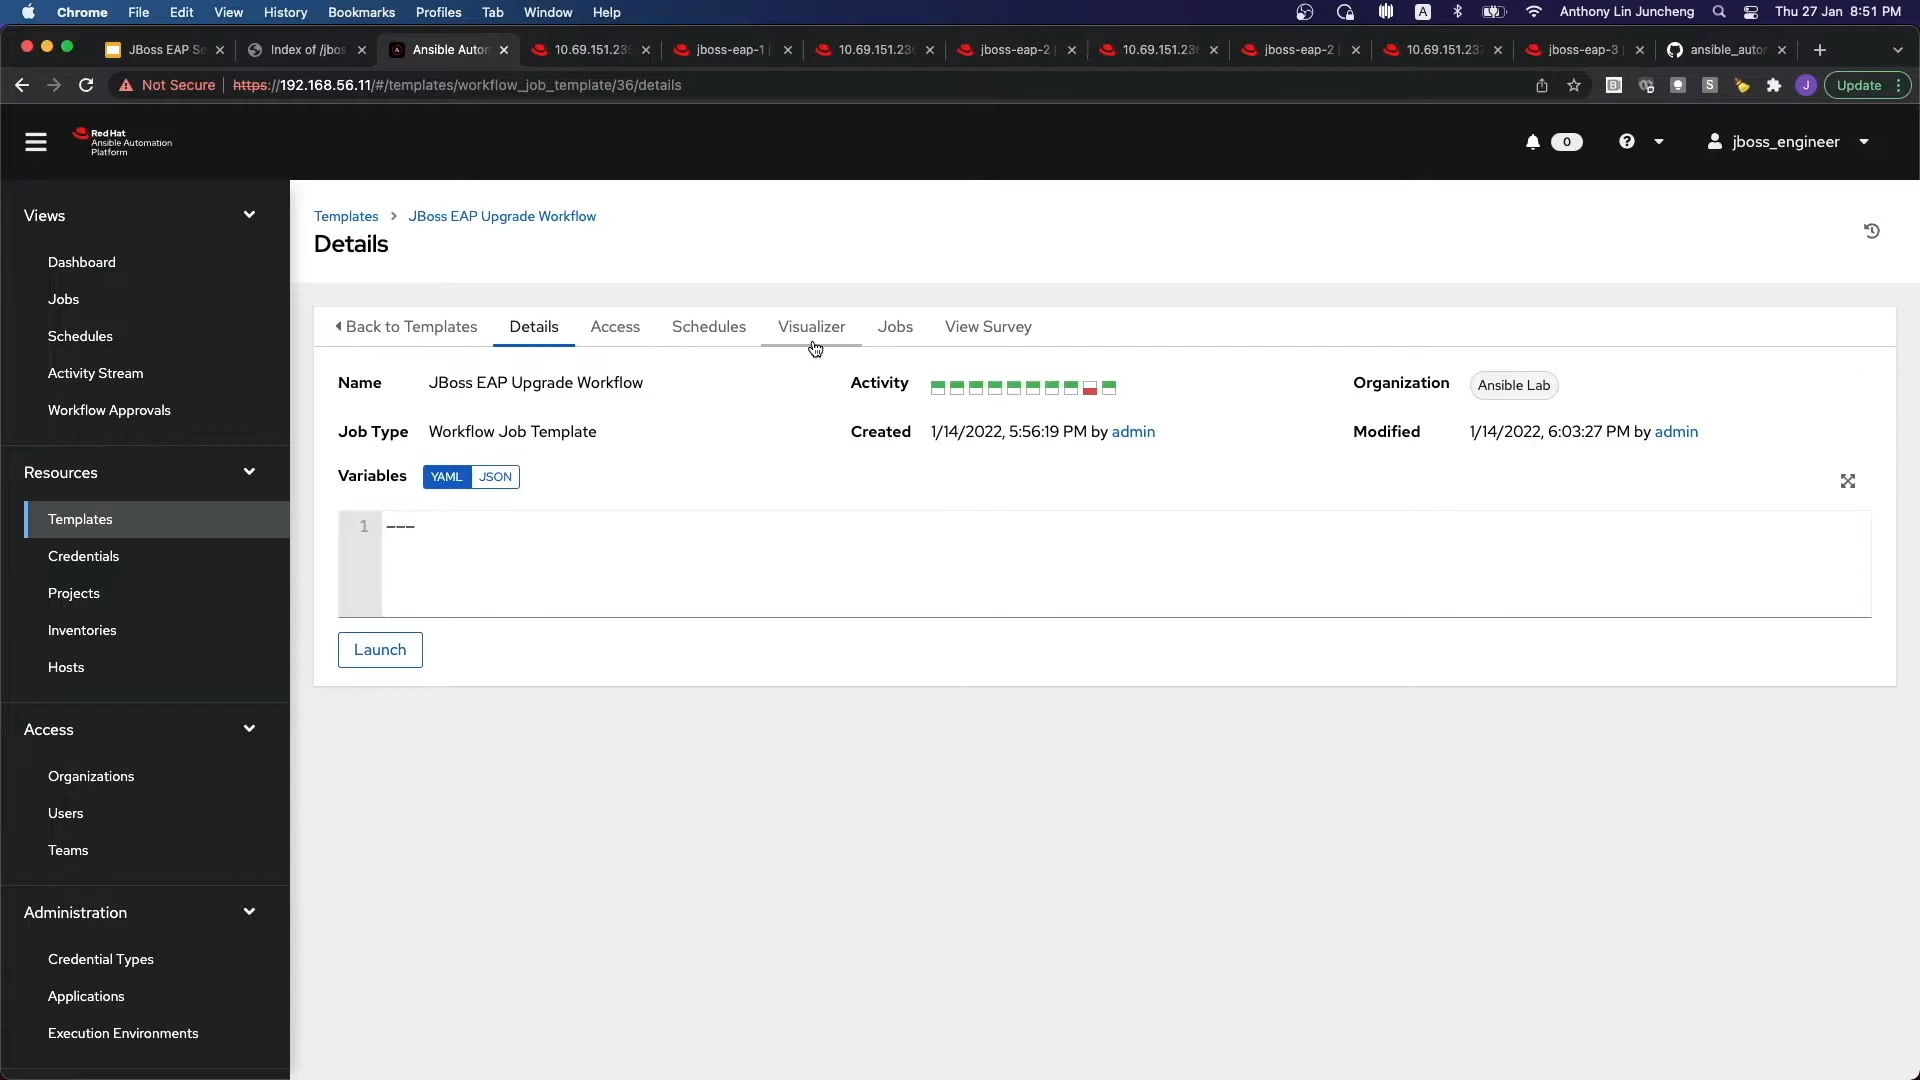 Chrome File Edit View History Bookmarks Profiles Tab Window Help A Anthony Lin Juncheng Thu 27 Jan 8:51 PM
JBoss EAP Se Index of /jbos Ansible Auton 10.69.151.235 jboss-eap-1 10.69.151.236 jboss-eap-2 10.69.151.236 jboss-eap-2 10.69.151.237 jboss-eap-3 ansible_autor
Not Secure https://192.168.56.11/#/templates/workflow_job_template/36/details S J Update
Red Hat
Ansible Automation
Platform
0 jboss_engineer
Views
Dashboard
Jobs
Schedules
Activity Stream
Workflow Approvals
Resources
Templates
Credentials
Projects
Inventories
Hosts
Access
Organizations
Users
Teams
Administration
Credential Types
Applications
Execution Environments
Templates > JBoss EAP Upgrade Workflow
Details
Back to Templates Details Access Schedules Visualizer Jobs View Survey
Name JBoss EAP Upgrade Workflow Activity Organization Ansible Lab
Job Type Workflow Job Template Created 1/14/2022, 5:56:19 PM by admin Modified 1/14/2022, 6:03:27 PM by admin
Variables YAML JSON
1 ---
Launch